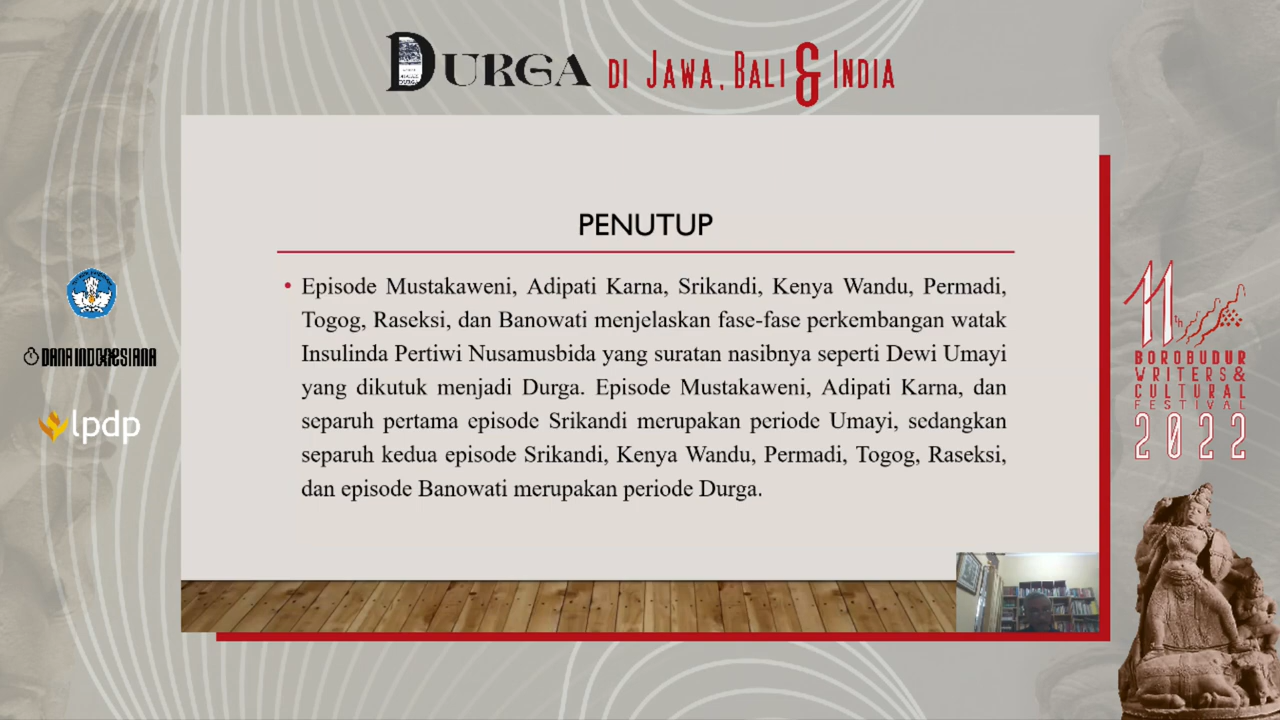 DURGA DI JAWA, BALI & INDIA
PENUTUP
• Episode Mustakaweni, Adipati Karna, Srikandi, Kenya Wandu, Permadi,
Togog, Raseksi, dan Banowati menjelaskan fase-fase perkembangan watak
Insulinda Pertiwi Nusamusbida yang suratan nasibnya seperti Dewi Umayi
yang dikutuk menjadi Durga. Episode Mustakaweni, Adipati Karna, dan
separuh pertama episode Srikandi merupakan periode Umayi, sedangkan
separuh kedua episode Srikandi, Kenya Wandu, Permadi, Togog, Raseksi,
dan episode Banowati merupakan periode Durga.
DANA INDONESIANA
lpdp
11th
BOROBUDUR
WRITERS &
CULTURAL
FESTIVAL
2022